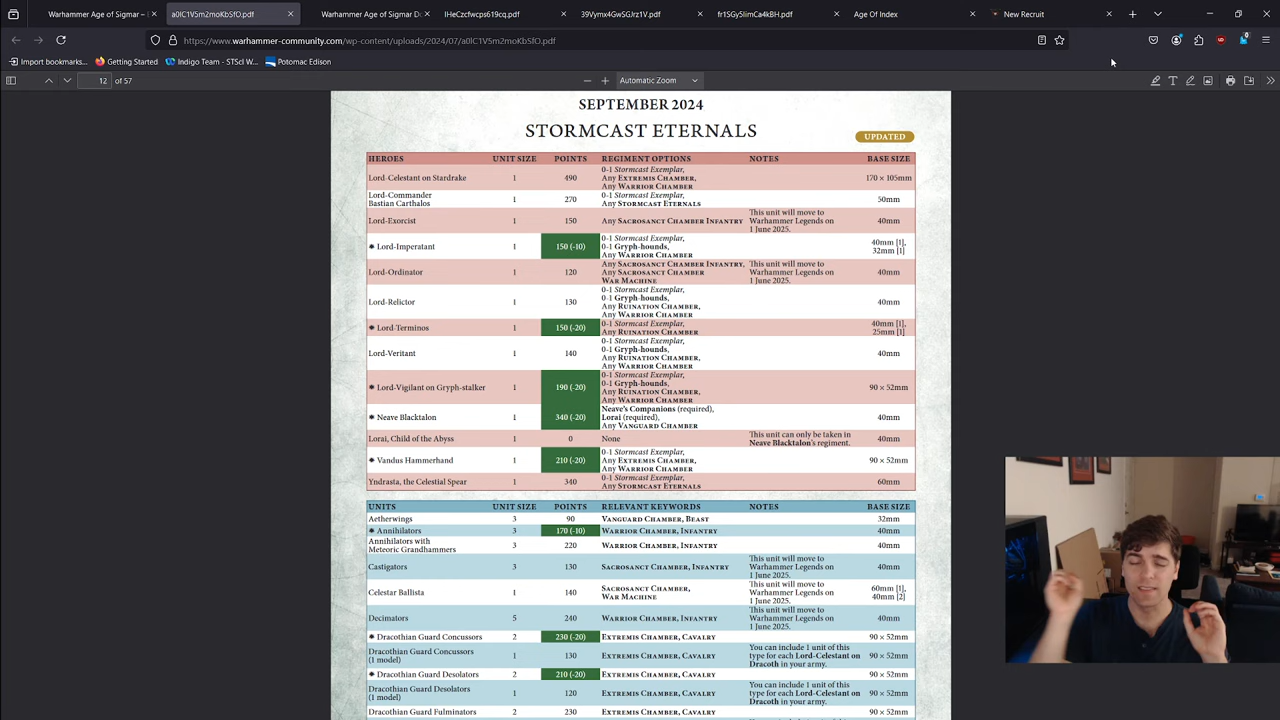 Warhammer Age of Sigmar –
a0lC1V5m2moKbfO.pdf
Warhammer Age of Sigmar Do
lHeZczfwcps619cq.pdf
39Vymx4GvSJrz1V.pdf
fr1SGySlimCa4kBH.pdf
Age Of Index
New Recruit
https://www.warhammer-community.com/wp-content/uploads/2024/07/a0lC1V5m2moKbSfO.pdf
Import bookmarks...
Getting Started
Indigo Team - STScI W...
Potomac Edison
12 of 57
Automatic Zoom
SEPTEMBER 2024
STORMCAST ETERNALS
UPDATED
HEROES UNIT SIZE POINTS REGIMENT OPTIONS NOTES BASE SIZE
Lord-Celestant on Stardrake 1 490 0-1 Stormcast Exemplar, Any EXTREMIS CHAMBER, Any WARRIOR CHAMBER 170 × 105mm
Lord-Commander Bastian Carthalos 1 270 0-1 Stormcast Exemplar, Any STORMCAST ETERNALS 50mm
Lord-Exorcist 1 150 Any SACROSANCT CHAMBER INFANTRY This unit will move to Warhammer Legends on 1 June 2025. 40mm
✹ Lord-Imperatant 1 150 (-10) 0-1 Stormcast Exemplar, 0-1 Gryph-hounds, Any WARRIOR CHAMBER 40mm [1], 32mm [1]
Lord-Ordinator 1 120 Any SACROSANCT CHAMBER INFANTRY, Any SACROSANCT CHAMBER WAR MACHINE This unit will move to Warhammer Legends on 1 June 2025. 40mm
Lord-Relictor 1 130 0-1 Stormcast Exemplar, 0-1 Gryph-hounds, Any RUINATION CHAMBER, Any WARRIOR CHAMBER 40mm
✹ Lord-Terminos 1 150 (-20) 0-1 Stormcast Exemplar, Any RUINATION CHAMBER 40mm [1], 25mm [1]
Lord-Veritant 1 140 0-1 Stormcast Exemplar, 0-1 Gryph-hounds, Any RUINATION CHAMBER, Any WARRIOR CHAMBER 40mm
✹ Lord-Vigilant on Gryph-stalker 1 190 (-20) 0-1 Stormcast Exemplar, 0-1 Gryph-hounds, Any RUINATION CHAMBER, Any WARRIOR CHAMBER 90 × 52mm
✹ Neave Blacktalon 1 340 (-20) Neave's Companions (required), Lorai (required), Any VANGUARD CHAMBER 40mm
Lorai, Child of the Abyss 1 0 None This unit can only be taken in Neave Blacktalon's regiment. 40mm
✹ Vandus Hammerhand 1 210 (-20) 0-1 Stormcast Exemplar, Any EXTREMIS CHAMBER, Any WARRIOR CHAMBER 90 × 52mm
Yndrasta, the Celestial Spear 1 340 0-1 Stormcast Exemplar, Any STORMCAST ETERNALS 60mm
UNITS UNIT SIZE POINTS RELEVANT KEYWORDS NOTES BASE SIZE
Aetherwings 3 90 VANGUARD CHAMBER, BEAST 32mm
✹ Annihilators 3 170 (-10) WARRIOR CHAMBER, INFANTRY 40mm
Annihilators with Meteoric Grandhammers 3 220 WARRIOR CHAMBER, INFANTRY 40mm
Castigators 3 130 SACROSANCT CHAMBER, INFANTRY This unit will move to Warhammer Legends on 1 June 2025. 40mm
Celestar Ballista 1 140 SACROSANCT CHAMBER, WAR MACHINE This unit will move to Warhammer Legends on 1 June 2025. 60mm [1], 40mm [2]
Decimators 5 240 WARRIOR CHAMBER, INFANTRY This unit will move to Warhammer Legends on 1 June 2025. 40mm
✹ Dracothian Guard Concussors 2 230 (-20) EXTREMIS CHAMBER, CAVALRY 90 × 52mm
Dracothian Guard Concussors (1 model) 1 130 EXTREMIS CHAMBER, CAVALRY You can include 1 unit of this type for each Lord-Celestant on Dracoth in your army. 90 × 52mm
✹ Dracothian Guard Desolators 2 210 (-20) EXTREMIS CHAMBER, CAVALRY 90 × 52mm
Dracothian Guard Desolators (1 model) 1 120 EXTREMIS CHAMBER, CAVALRY You can include 1 unit of this type for each Lord-Celestant on Dracoth in your army. 90 × 52mm
Dracothian Guard Fulminators 2 230 EXTREMIS CHAMBER, CAVALRY 90 × 52mm